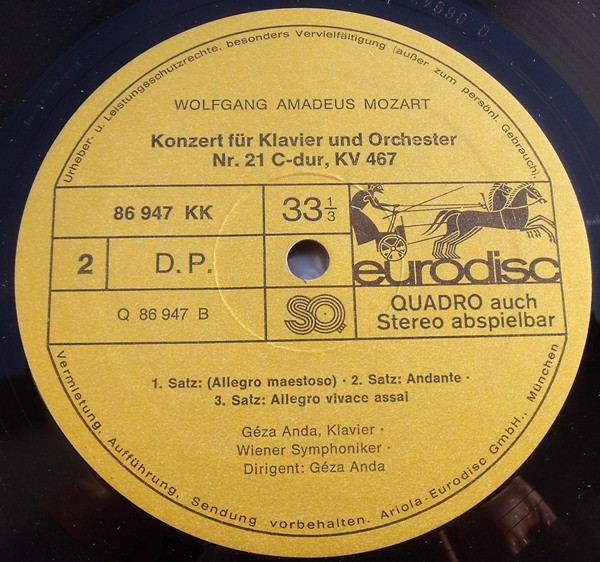 Urheber- u. Leistungsschutzrechte, besonders Vervielfältigung (außer zum persönl. Gebrauch),
WOLFGANG AMADEUS MOZART
Konzert für Klavier und Orchester
Nr. 21 C-dur, KV 467
86 947 KK
33 1/3
2
D. P.
eurodisc
Q 86 947 B
SQ
QUADRO auch
Stereo abspielbar
1. Satz: (Allegro maestoso) · 2. Satz: Andante ·
3. Satz: Allegro vivace assai
Géza Anda, Klavier ·
Wiener Symphoniker ·
Dirigent: Géza Anda
Vermietung, Aufführung, Sendung vorbehalten. Ariola-Eurodisc GmbH., München